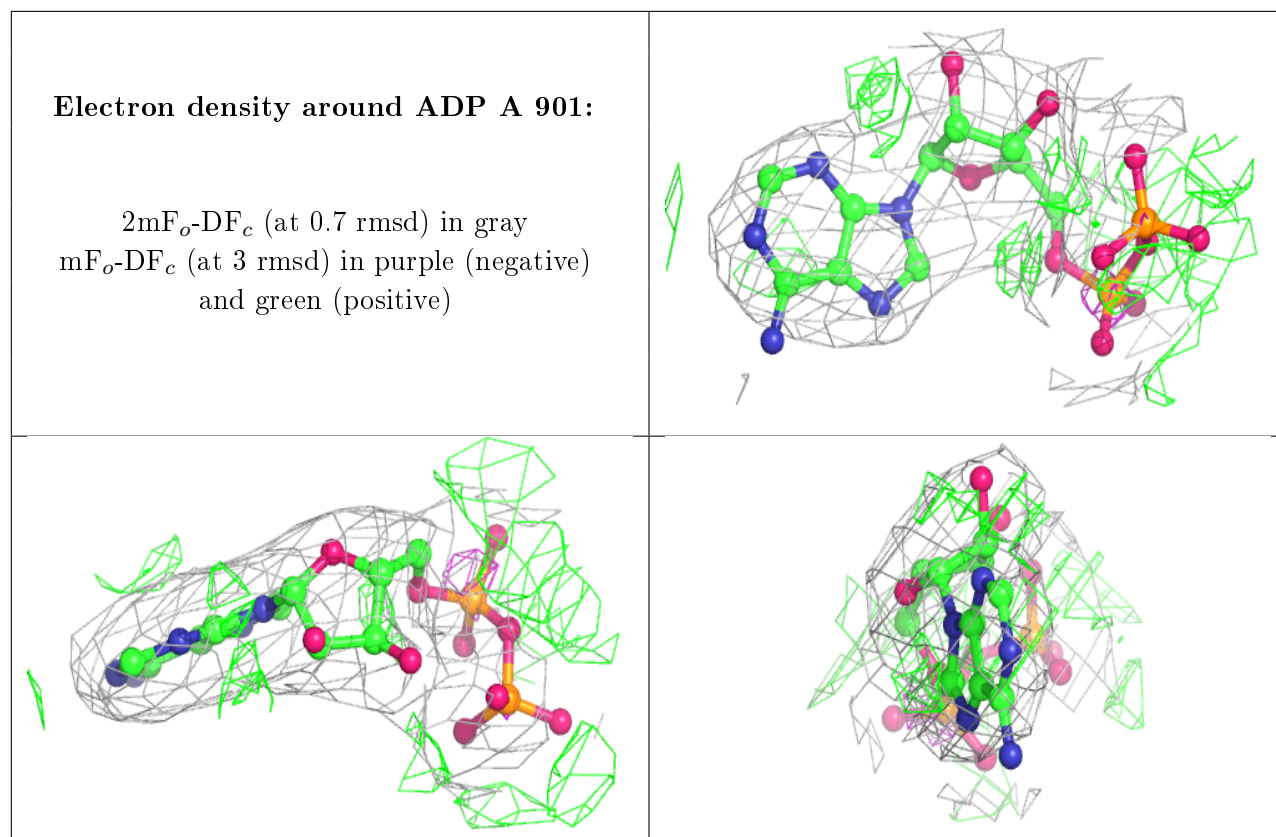 Electron density around ADP A 901:
2mFo-DFc (at 0.7 rmsd) in gray
mFo-DFc (at 3 rmsd) in purple (negative)
and green (positive)